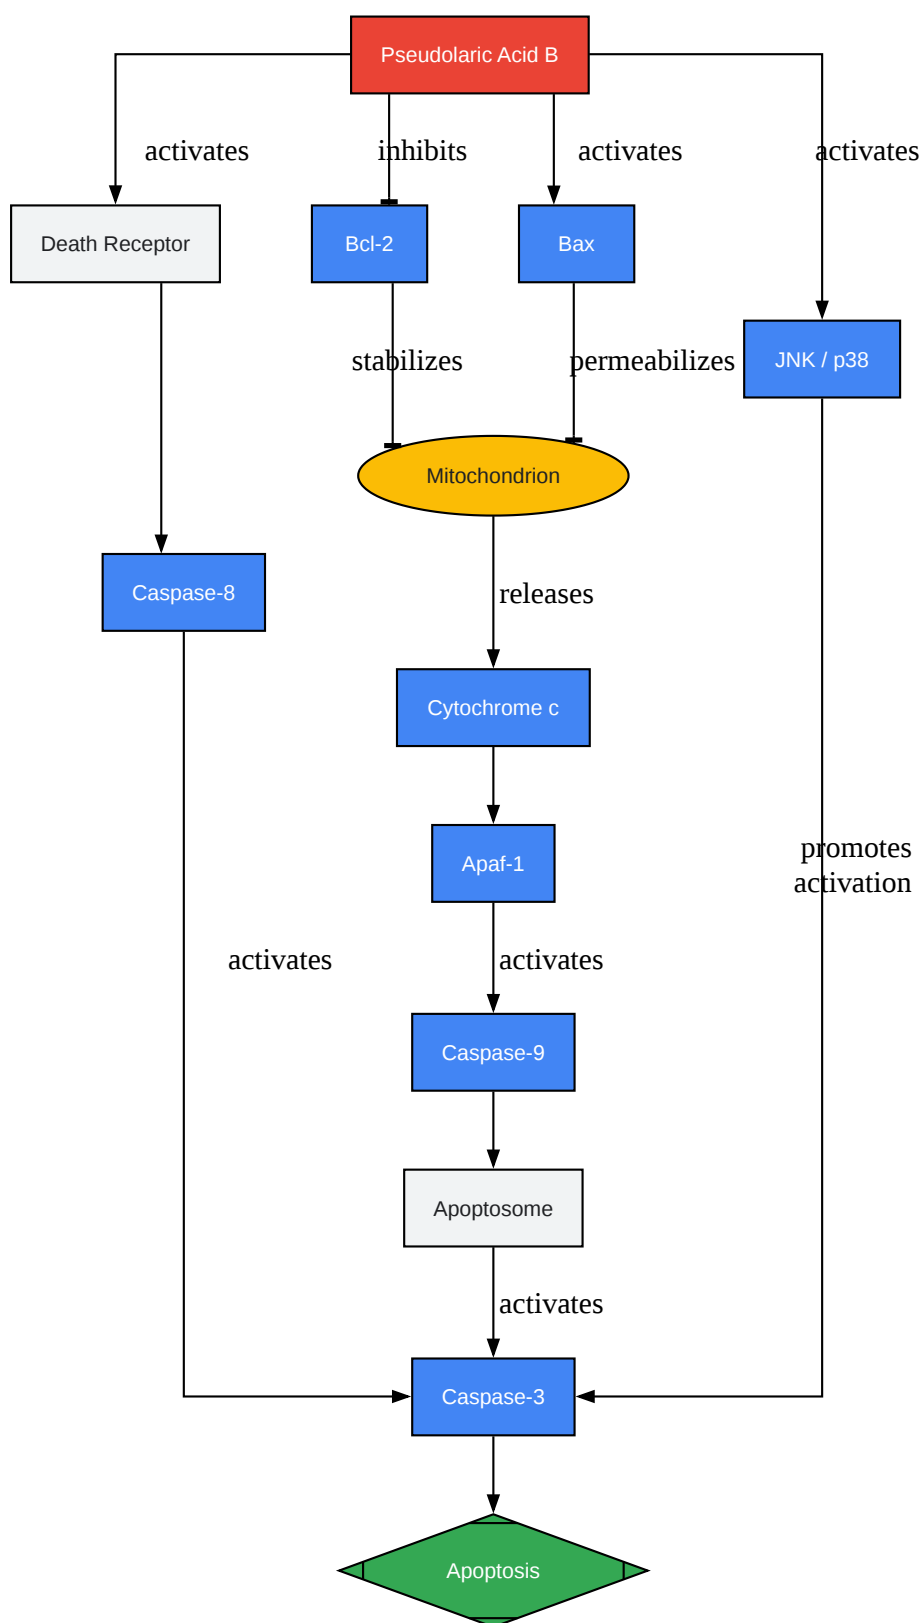 Pseudolaric Acid B
activates
inhibits
activates
activates
Death Receptor
Bcl-2
Bax
JNK / p38
stabilizes
permeabilizes
Mitochondrion
Caspase-8
releases
Cytochrome c
promotes
activation
Apaf-1
activates
activates
Caspase-9
Apoptosome
activates
Caspase-3
Apoptosis